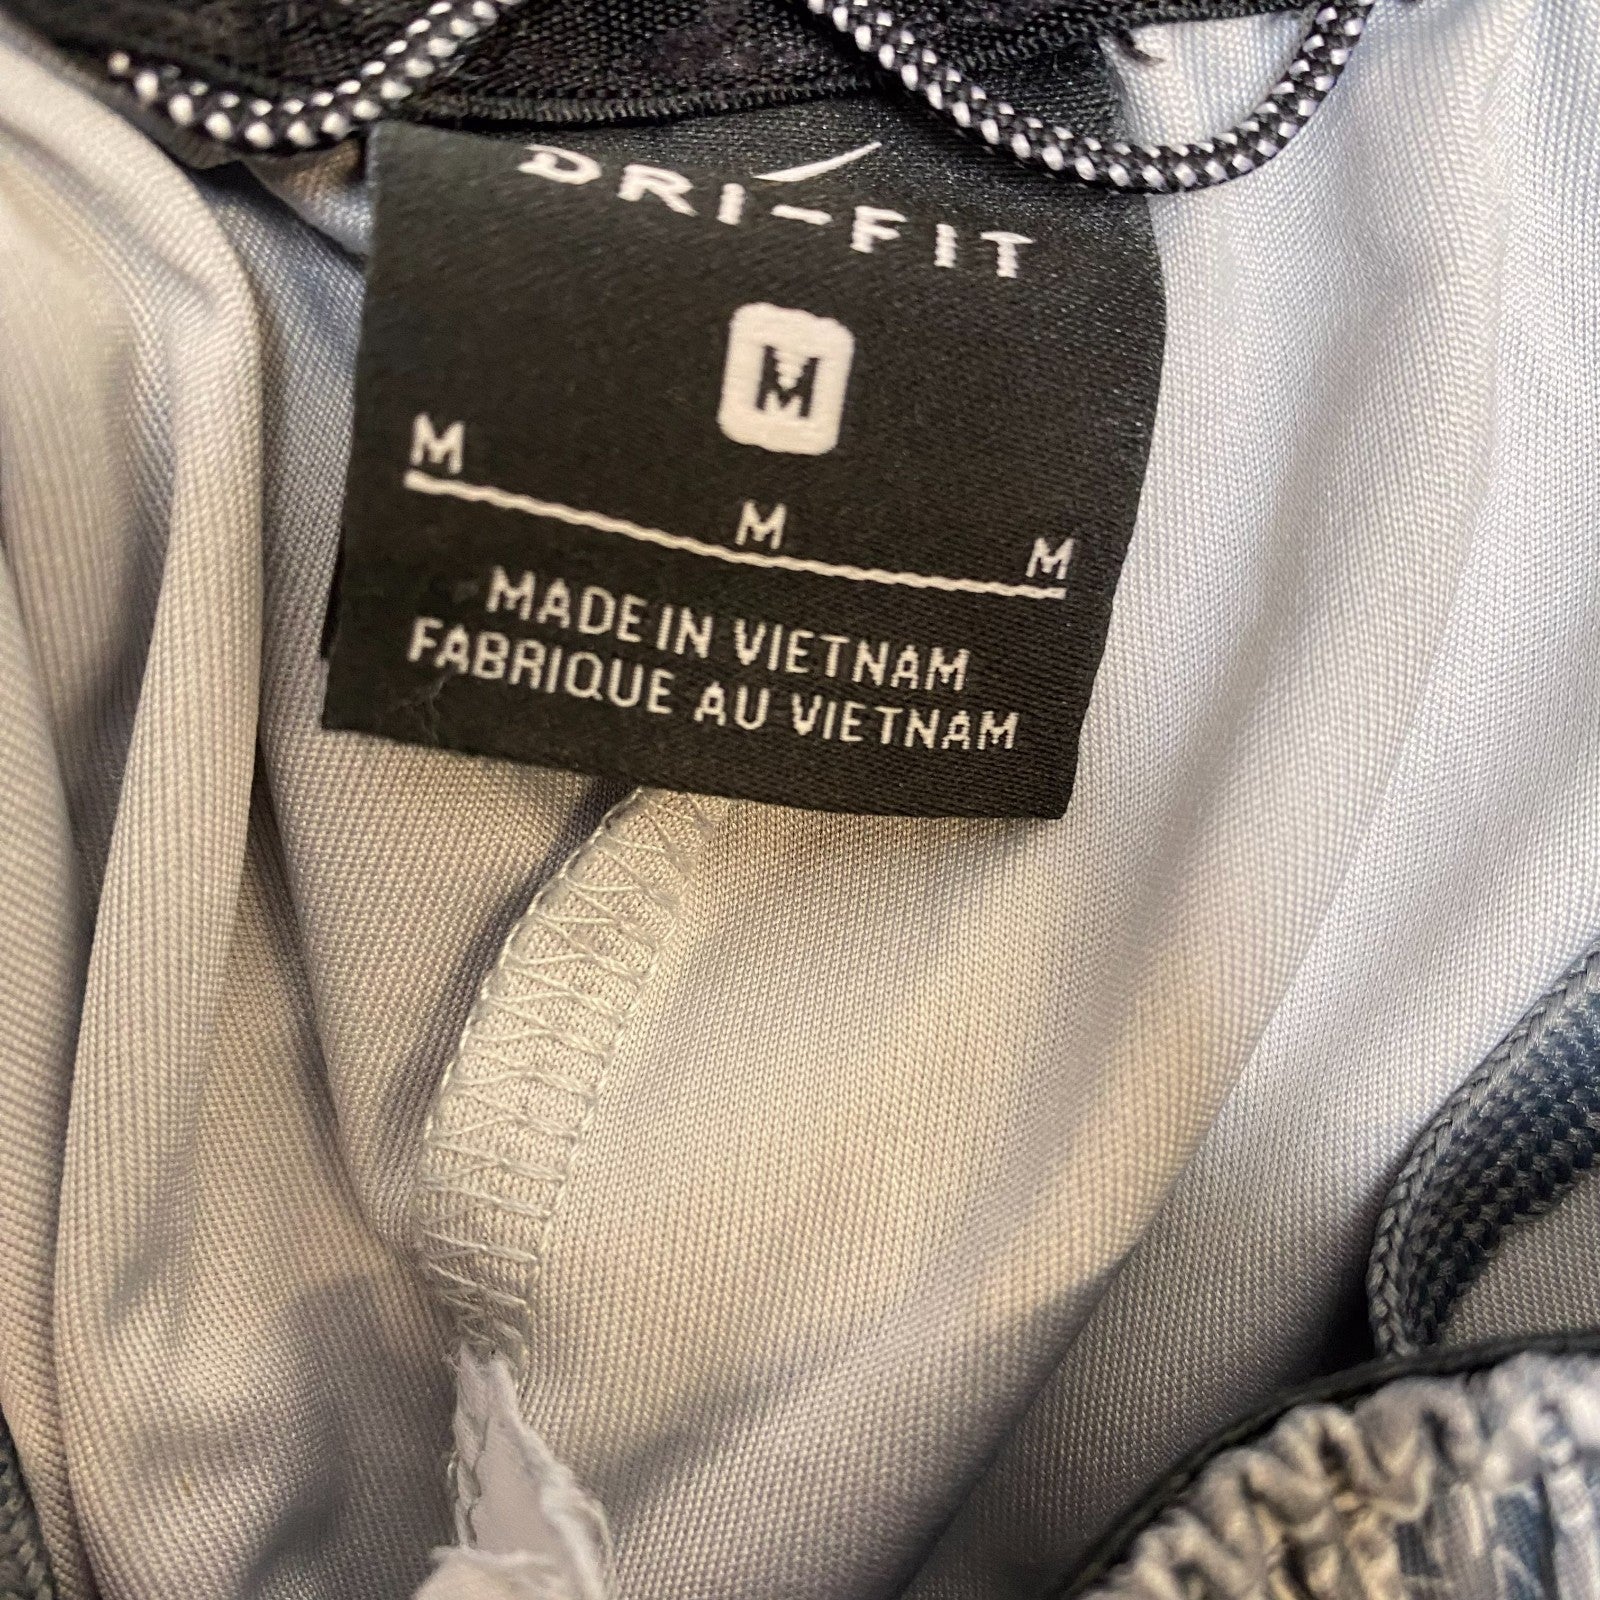 DRI-FIT
M
M M M
MADE IN VIETNAM
FABRIQUE AU VIETNAM